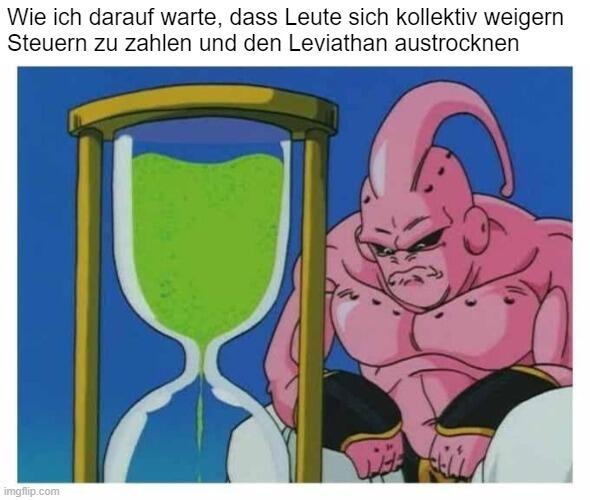 Wie ich darauf warte, dass Leute sich kollektiv weigern
Steuern zu zahlen und den Leviathan austrocknen
imgflip.com